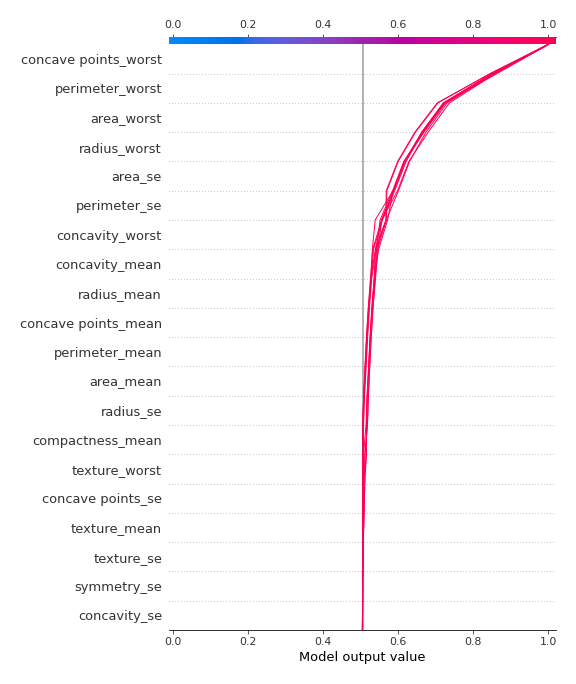 0.0 0.2 0.4 0.6 0.8 1.0
concave points_worst
perimeter_worst
area_worst
radius_worst
area_se
perimeter_se
concavity_worst
concavity_mean
radius_mean
concave points_mean
perimeter_mean
area_mean
radius_se
compactness_mean
texture_worst
concave points_se
texture_mean
texture_se
symmetry_se
concavity_se
0.0 0.2 0.4 0.6 0.8 1.0
Model output value